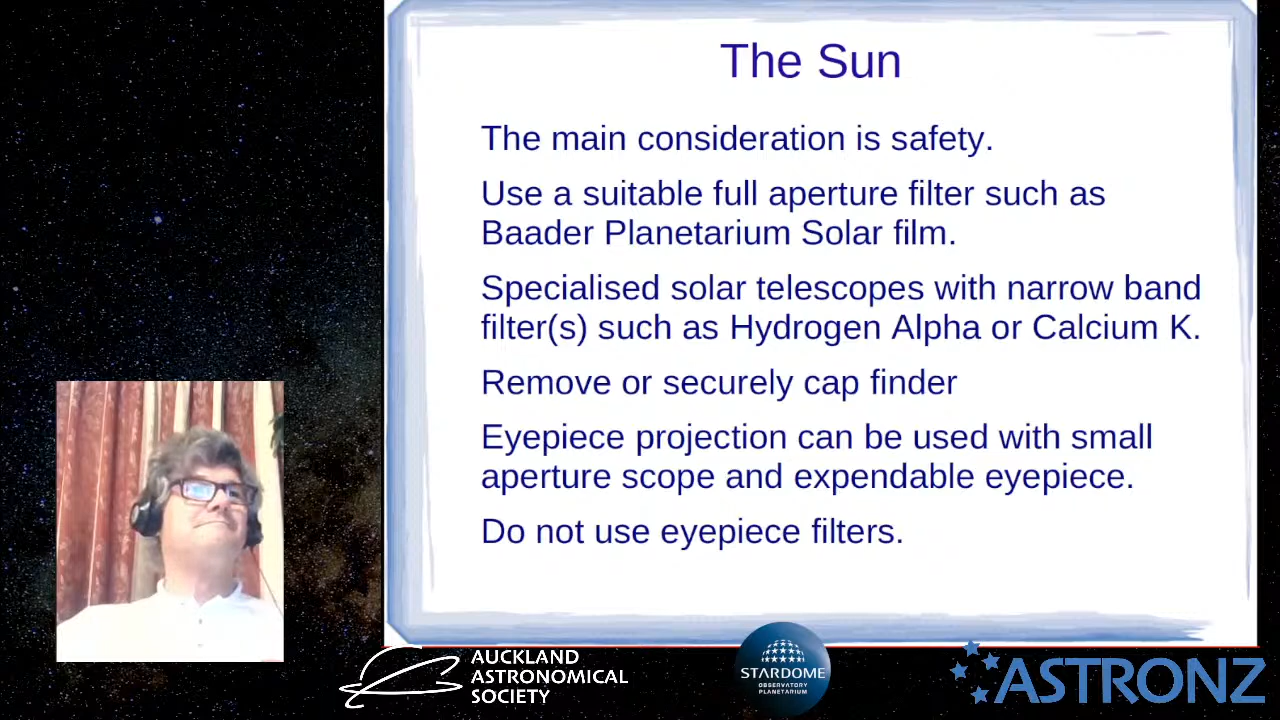 The Sun
The main consideration is safety.
Use a suitable full aperture filter such as
Baader Planetarium Solar film.
Specialised solar telescopes with narrow band
filter(s) such as Hydrogen Alpha or Calcium K.
Remove or securely cap finder
Eyepiece projection can be used with small
aperture scope and expendable eyepiece.
Do not use eyepiece filters.
AUCKLAND
ASTRONOMICAL
SOCIETY
STARDOME
OBSERVATORY
PLANETARIUM
ASTRONZ